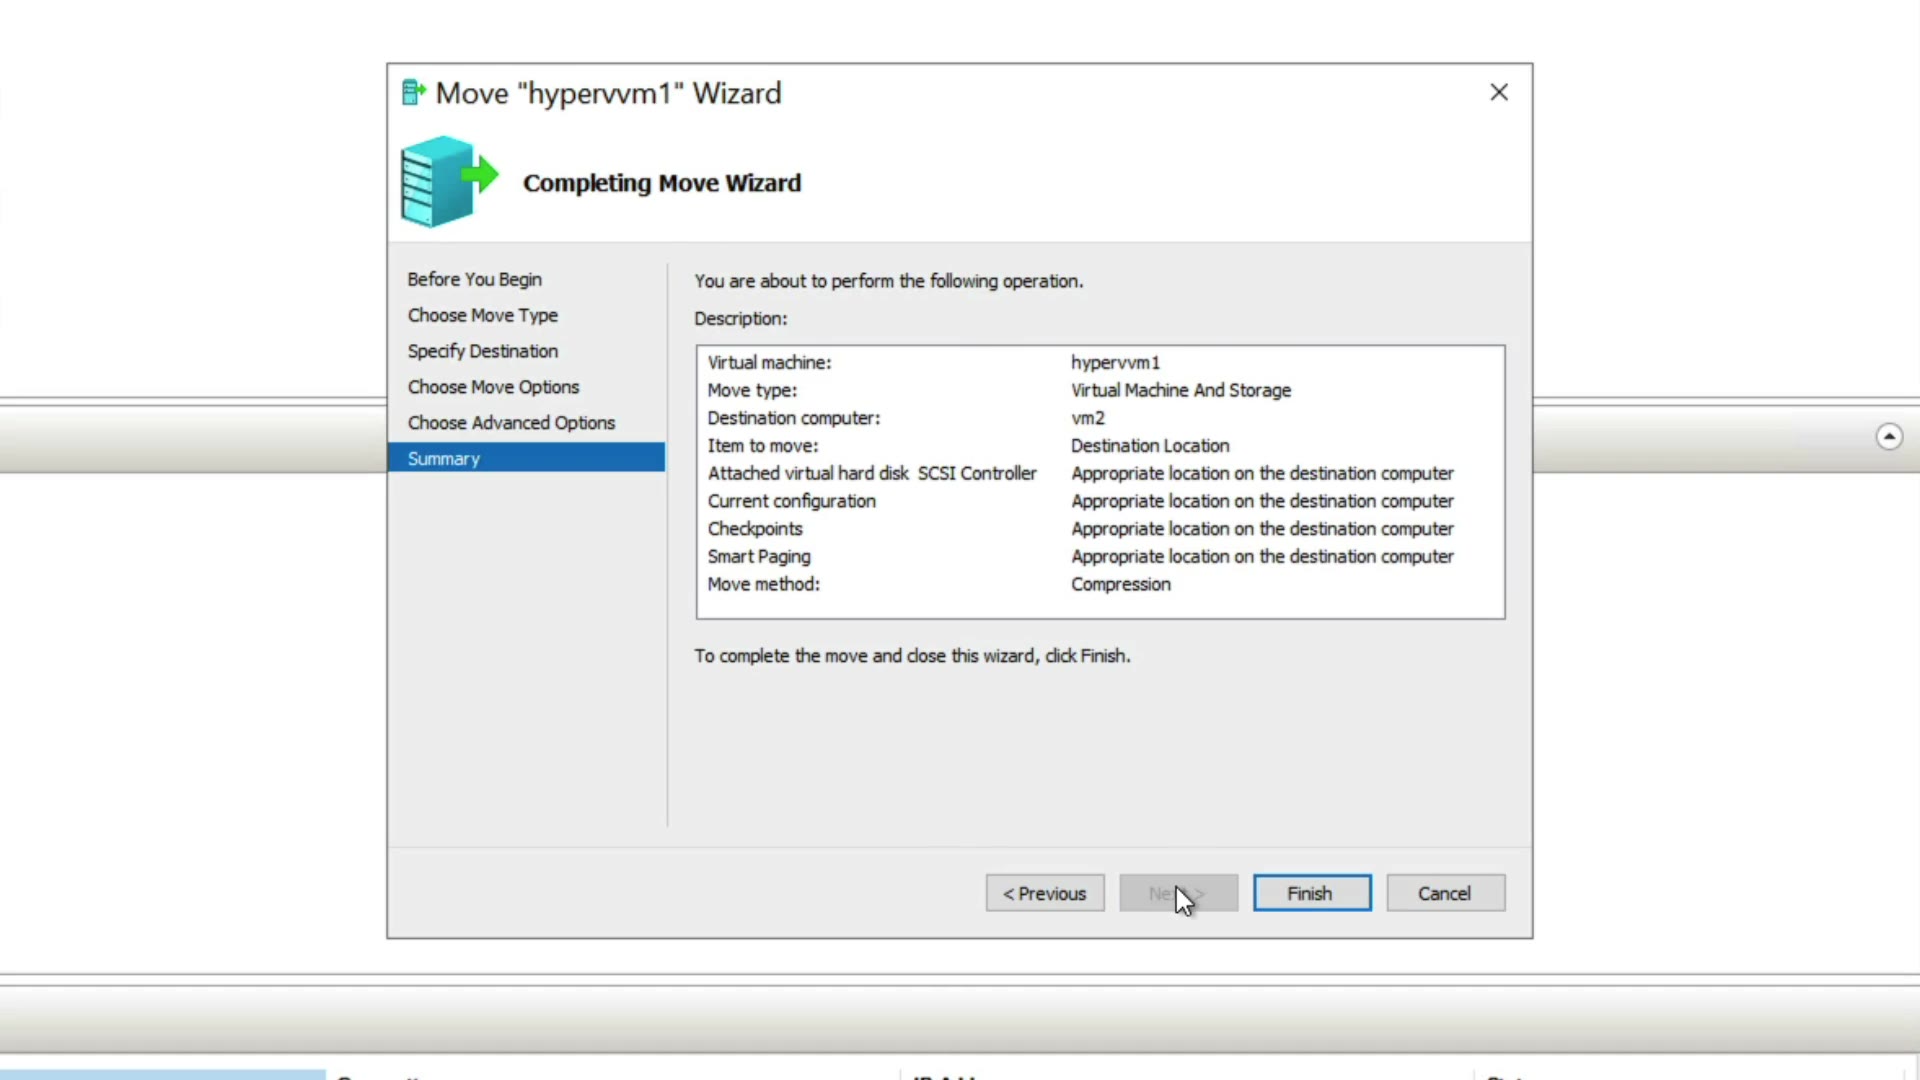 Move "hypervvm1" Wizard
Completing Move Wizard
Before You Begin
Choose Move Type
Specify Destination
Choose Move Options
Choose Advanced Options
Summary
You are about to perform the following operation.
Description:
Virtual machine: hypervvm1
Move type: Virtual Machine And Storage
Destination computer: vm2
Item to move: Destination Location
Attached virtual hard disk SCSI Controller Appropriate location on the destination computer
Current configuration Appropriate location on the destination computer
Checkpoints Appropriate location on the destination computer
Smart Paging Appropriate location on the destination computer
Move method: Compression
To complete the move and close this wizard, click Finish.
< Previous
Finish
Cancel